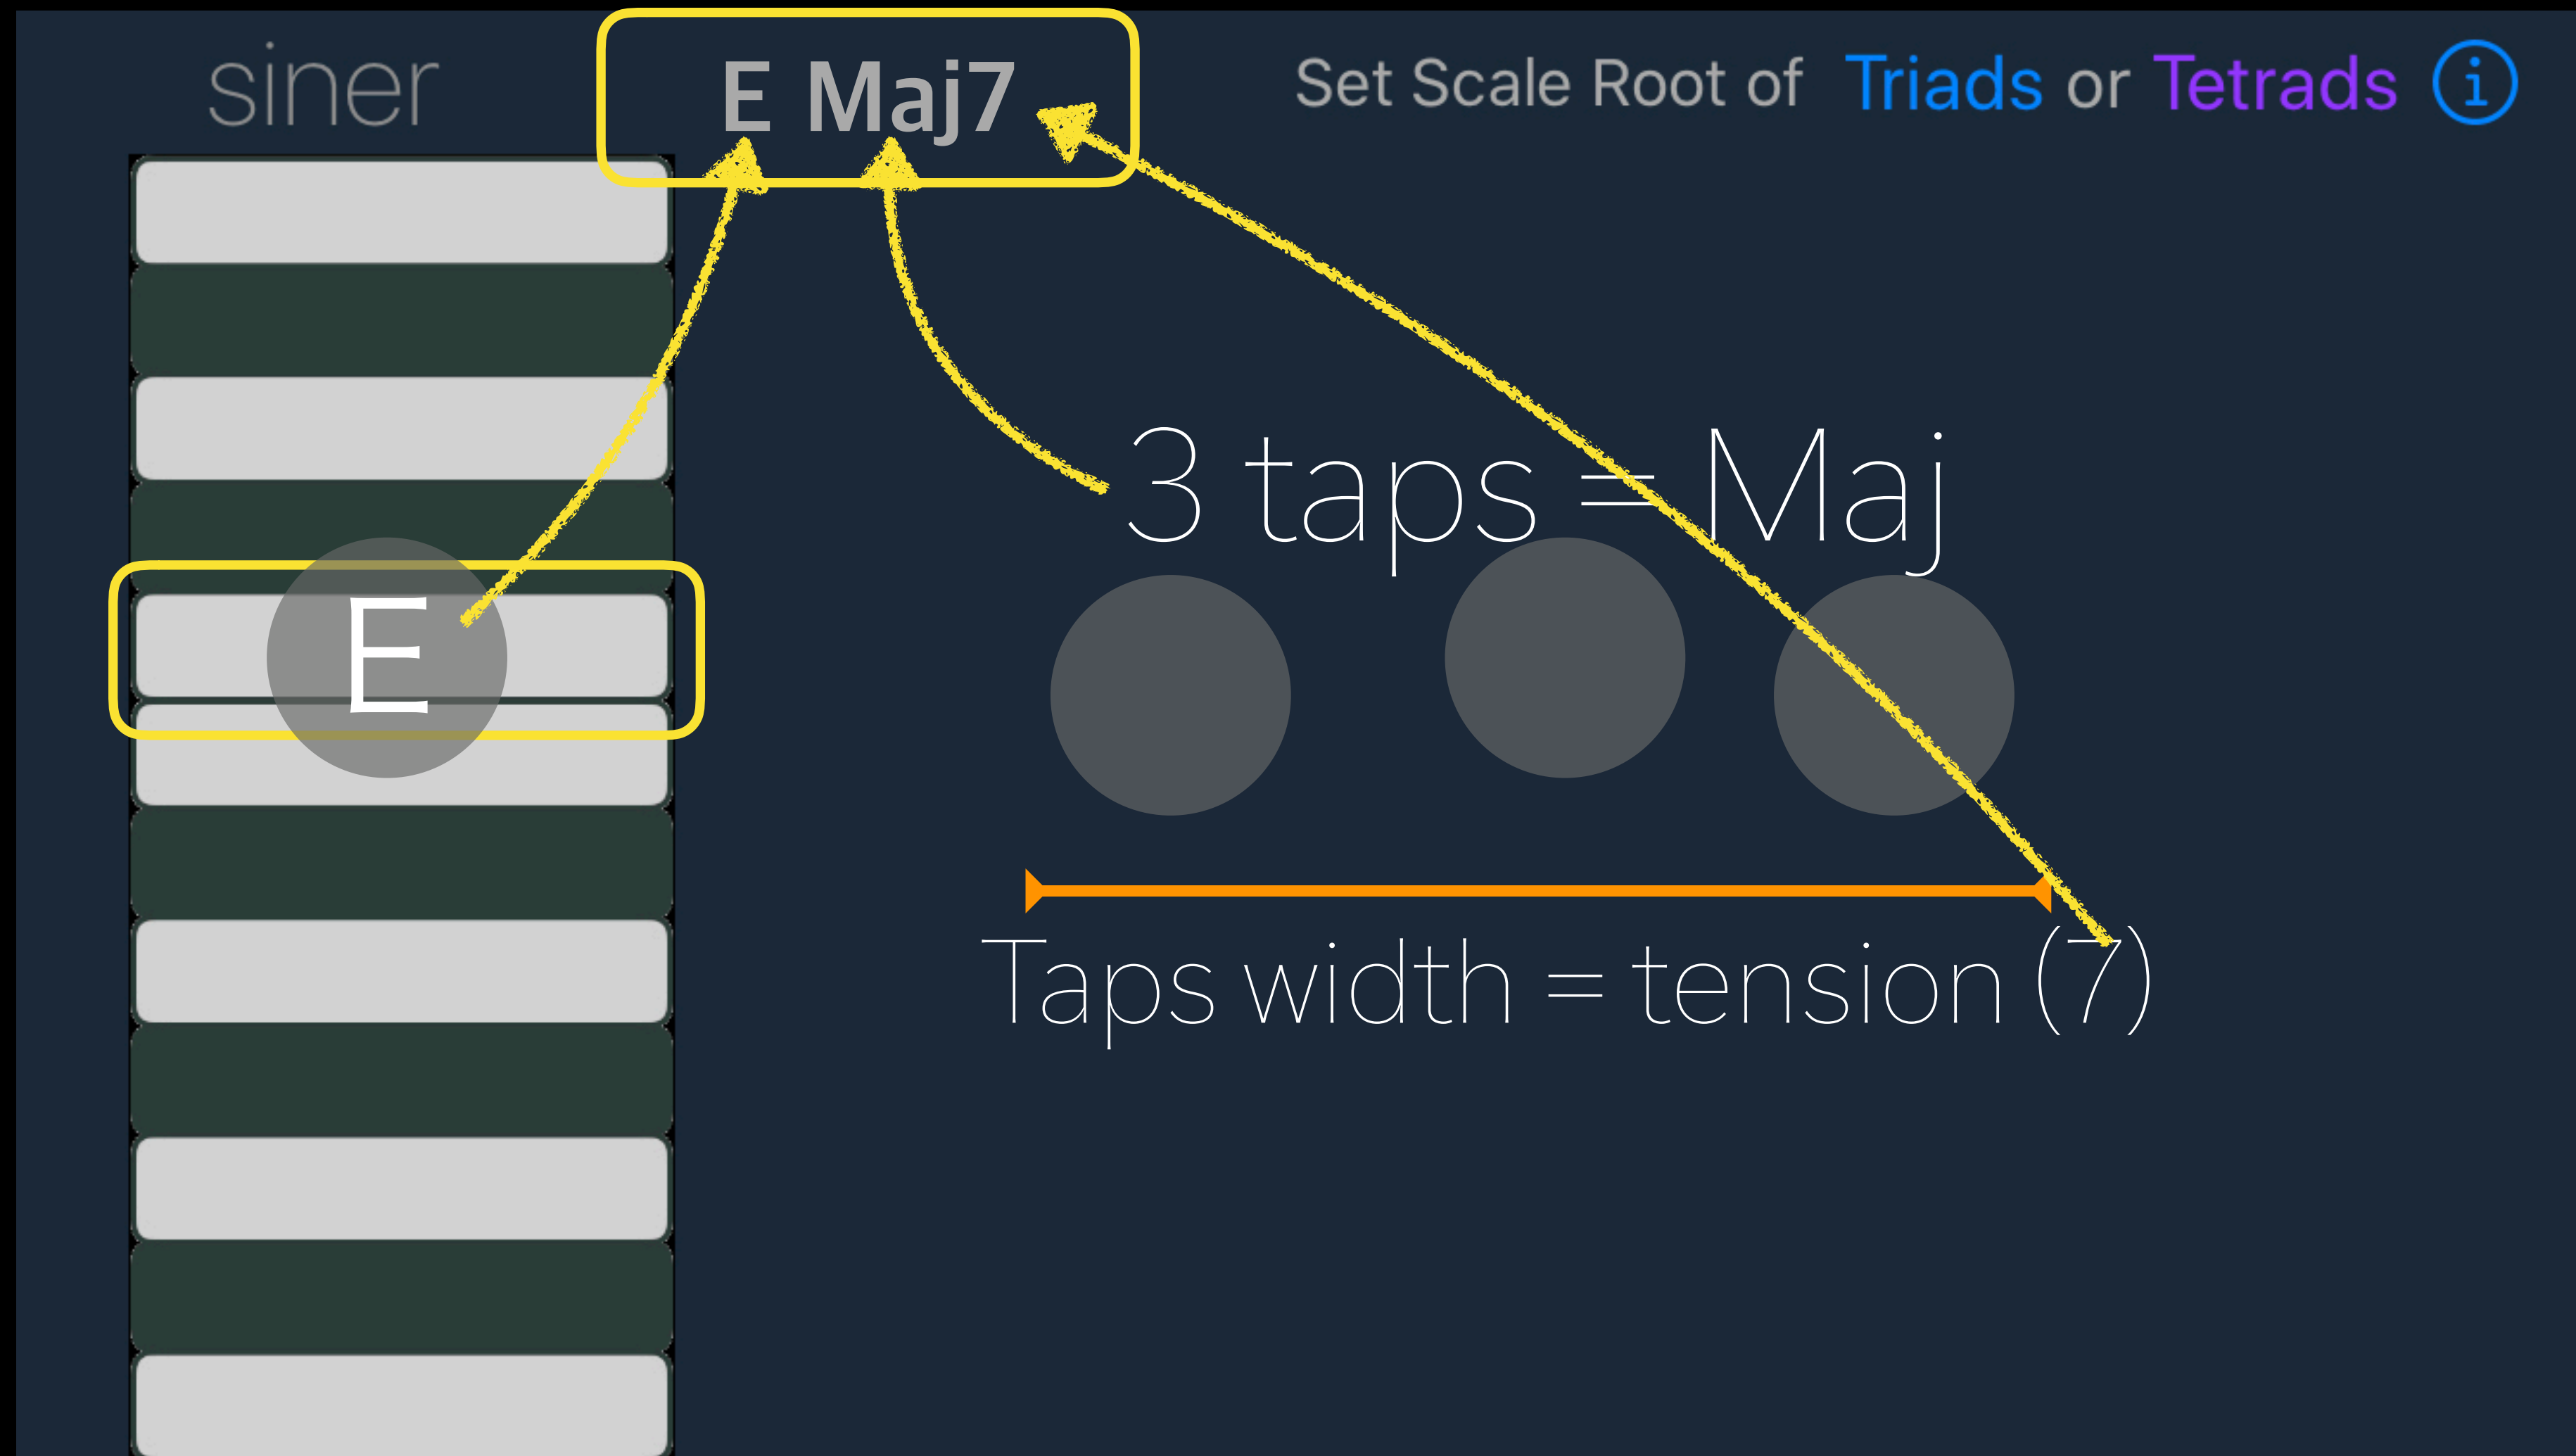 siner
E Maj7
Set Scale Root of Triads or Tetrads i
3 taps = Maj
E
Taps width = tension (7)